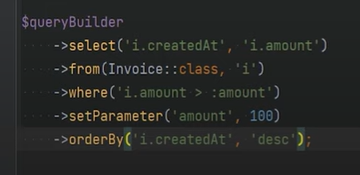 $queryBuilder
->select('i.createdAt', 'i.amount')
->from(Invoice::class, 'i')
->where('i.amount > :amount')
->setParameter('amount', 100)
->orderBy('i.createdAt', 'desc');